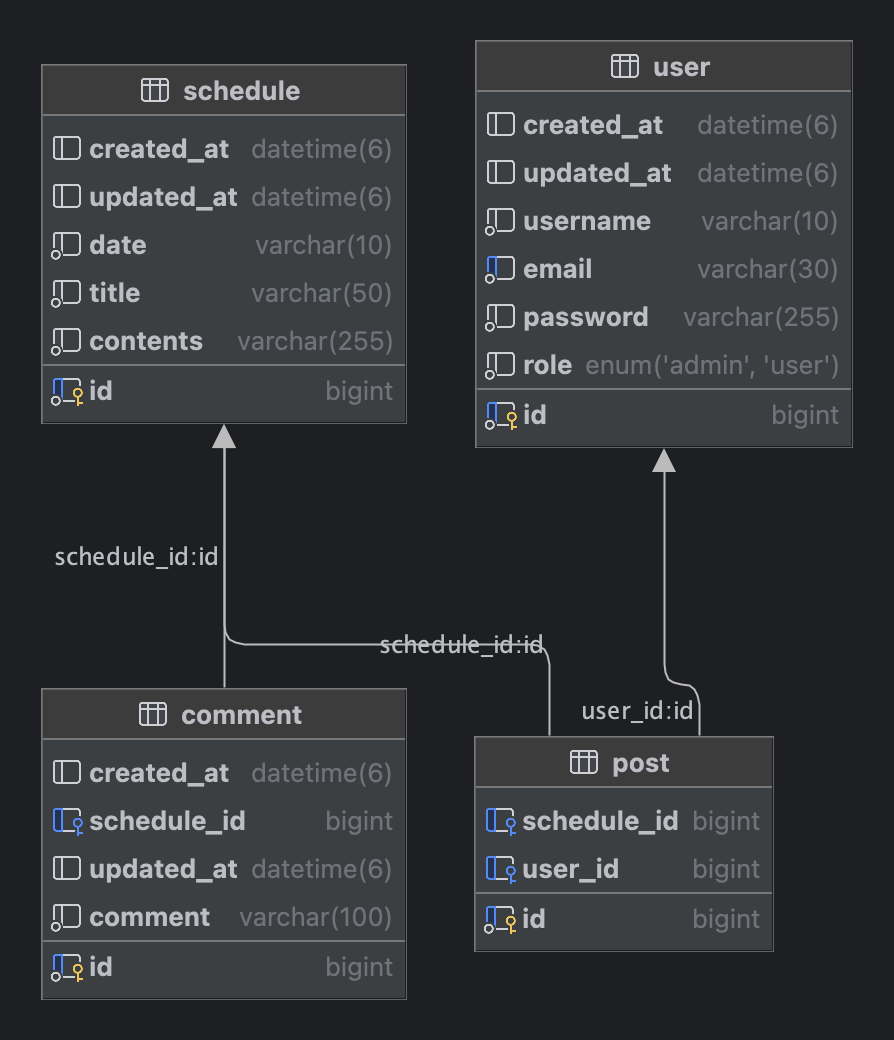 schedule
created_at datetime(6)
updated_at datetime(6)
date varchar(10)
title varchar(50)
contents varchar(255)
id bigint
user
created_at datetime(6)
updated_at datetime(6)
username varchar(10)
email varchar(30)
password varchar(255)
role enum('admin', 'user')
id bigint
schedule_id:id
schedule_id:id
user_id:id
comment
created_at datetime(6)
schedule_id bigint
updated_at datetime(6)
comment varchar(100)
id bigint
post
schedule_id bigint
user_id bigint
id bigint